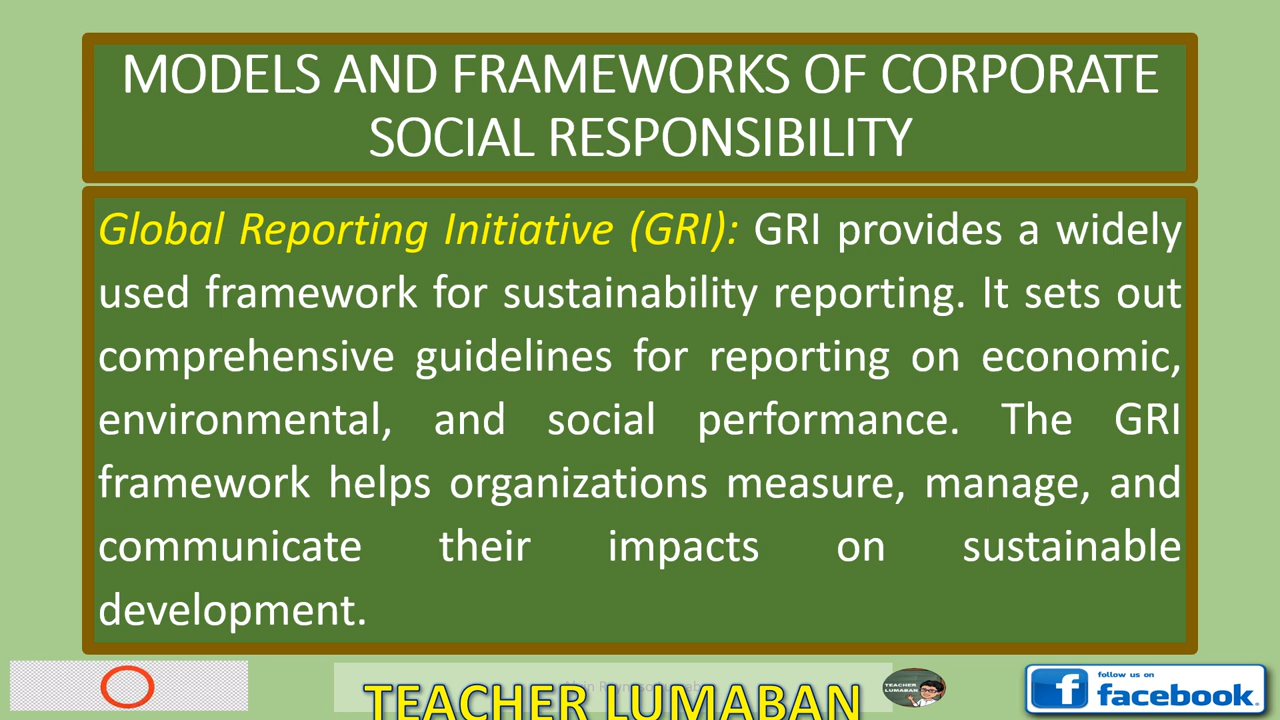 MODELS AND FRAMEWORKS OF CORPORATE
SOCIAL RESPONSIBILITY
Global Reporting Initiative (GRI): GRI provides a widely
used framework for sustainability reporting. It sets out
comprehensive guidelines for reporting on economic,
environmental, and social performance. The GRI
framework helps organizations measure, manage, and
communicate their impacts on sustainable
development.
TEACHER LUMABAN
TEACHER
LUMABAN
follow us on
facebook